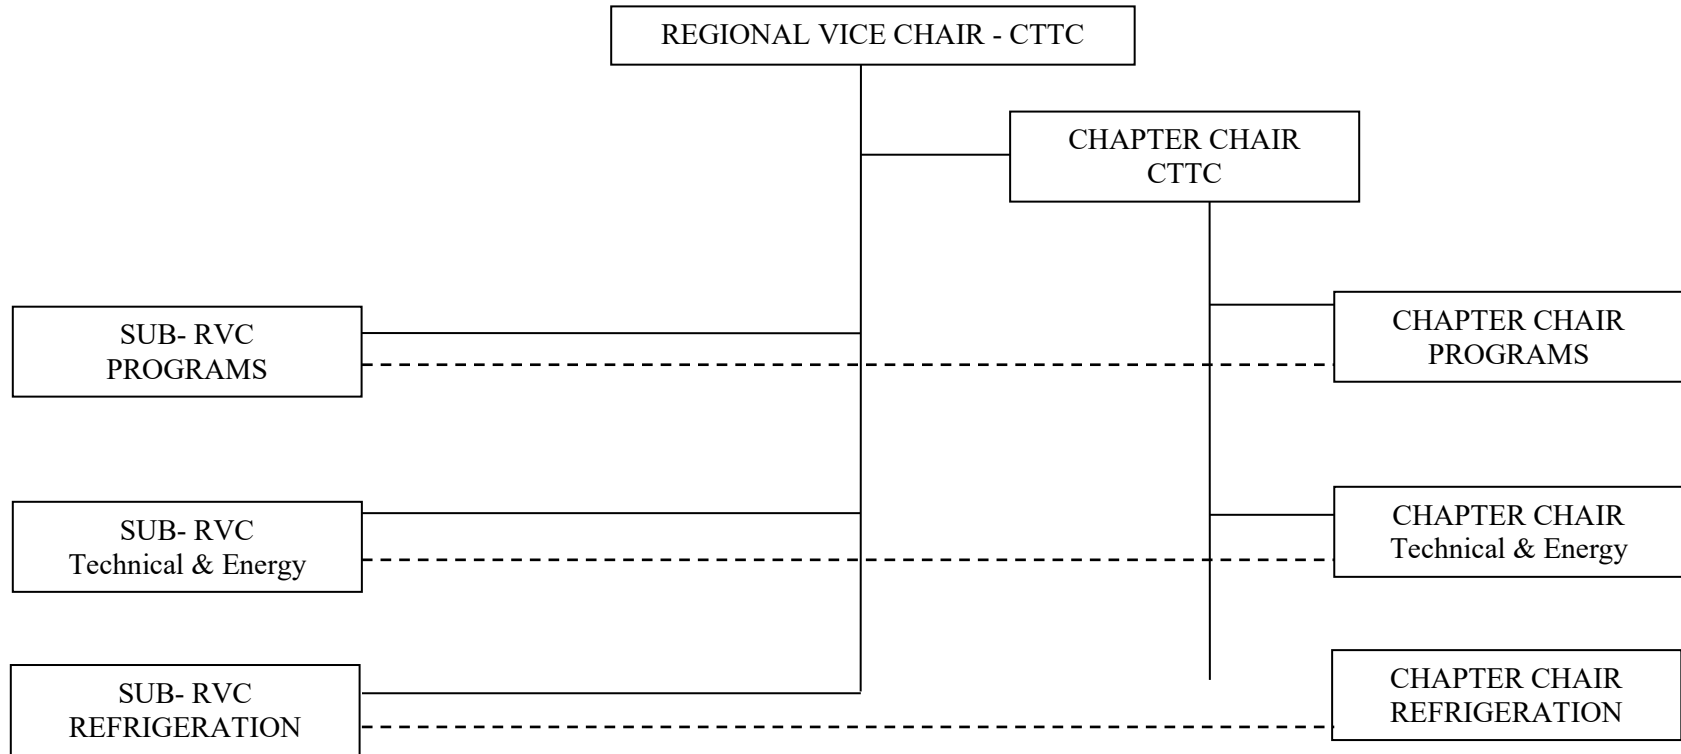 REGIONAL VICE CHAIR - CTTC
CHAPTER CHAIR
CTTC
SUB- RVC
PROGRAMS
CHAPTER CHAIR
PROGRAMS
SUB- RVC
Technical & Energy
CHAPTER CHAIR
Technical & Energy
SUB- RVC
REFRIGERATION
CHAPTER CHAIR
REFRIGERATION